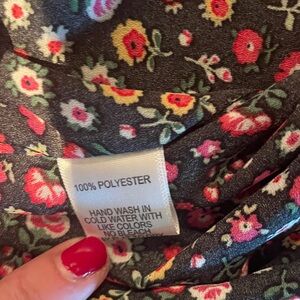 100% POLYESTER
HAND WASH IN
COLD WATER WITH
LIKE COLORS
NO BLEACH